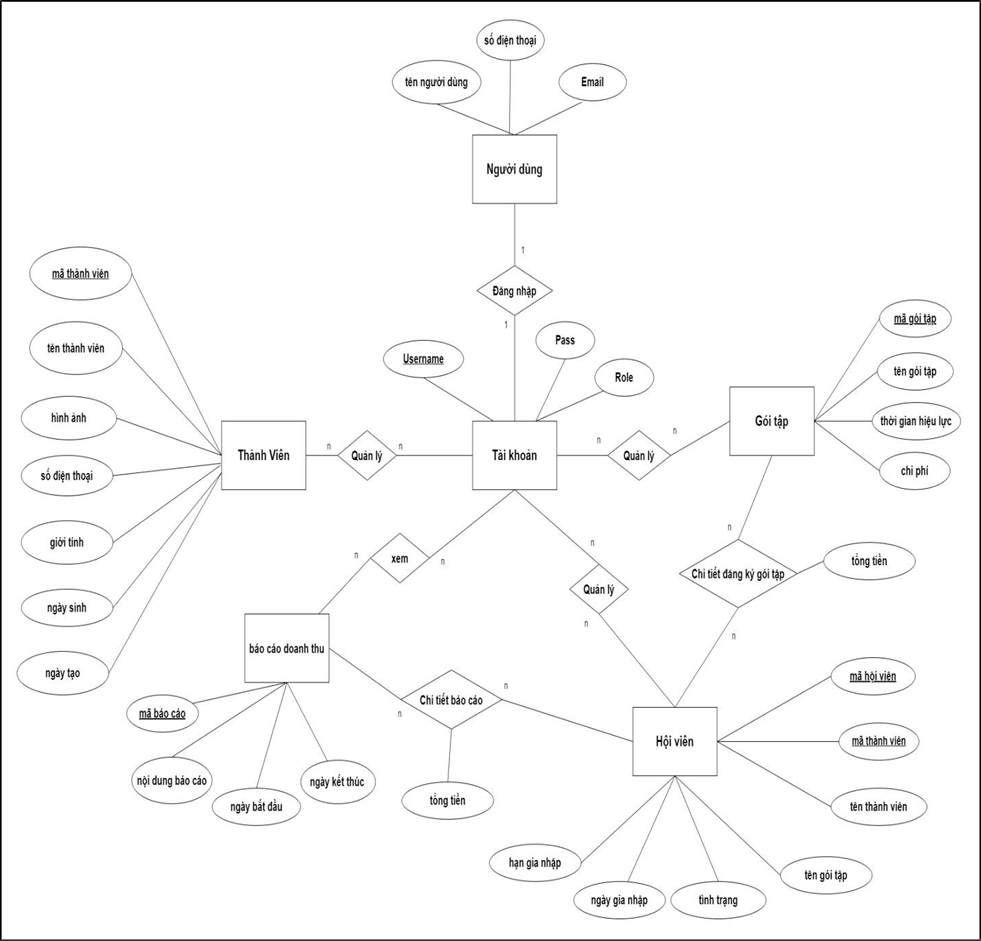 số điện thoại
tên người dùng
Email
Người dùng
1
Đăng nhập
1
mã thành viên
tên thành viên
hình ảnh
số điện thoại
giới tính
ngày sinh
ngày tạo
Thành Viên
n
Quản lý
n
Username
Pass
Role
Tài khoản
n
Quản lý
n
Gói tập
mã gói tập
tên gói tập
thời gian hiệu lực
chi phí
n
xem
n
n
Quản lý
n
n
Chi tiết đăng ký gói tập
tổng tiền
n
báo cáo doanh thu
mã báo cáo
nội dung báo cáo
ngày bắt đầu
ngày kết thúc
n
Chi tiết báo cáo
n
tổng tiền
Hội viên
mã hội viên
mã thành viên
tên thành viên
hạn gia nhập
ngày gia nhập
tình trạng
tên gói tập